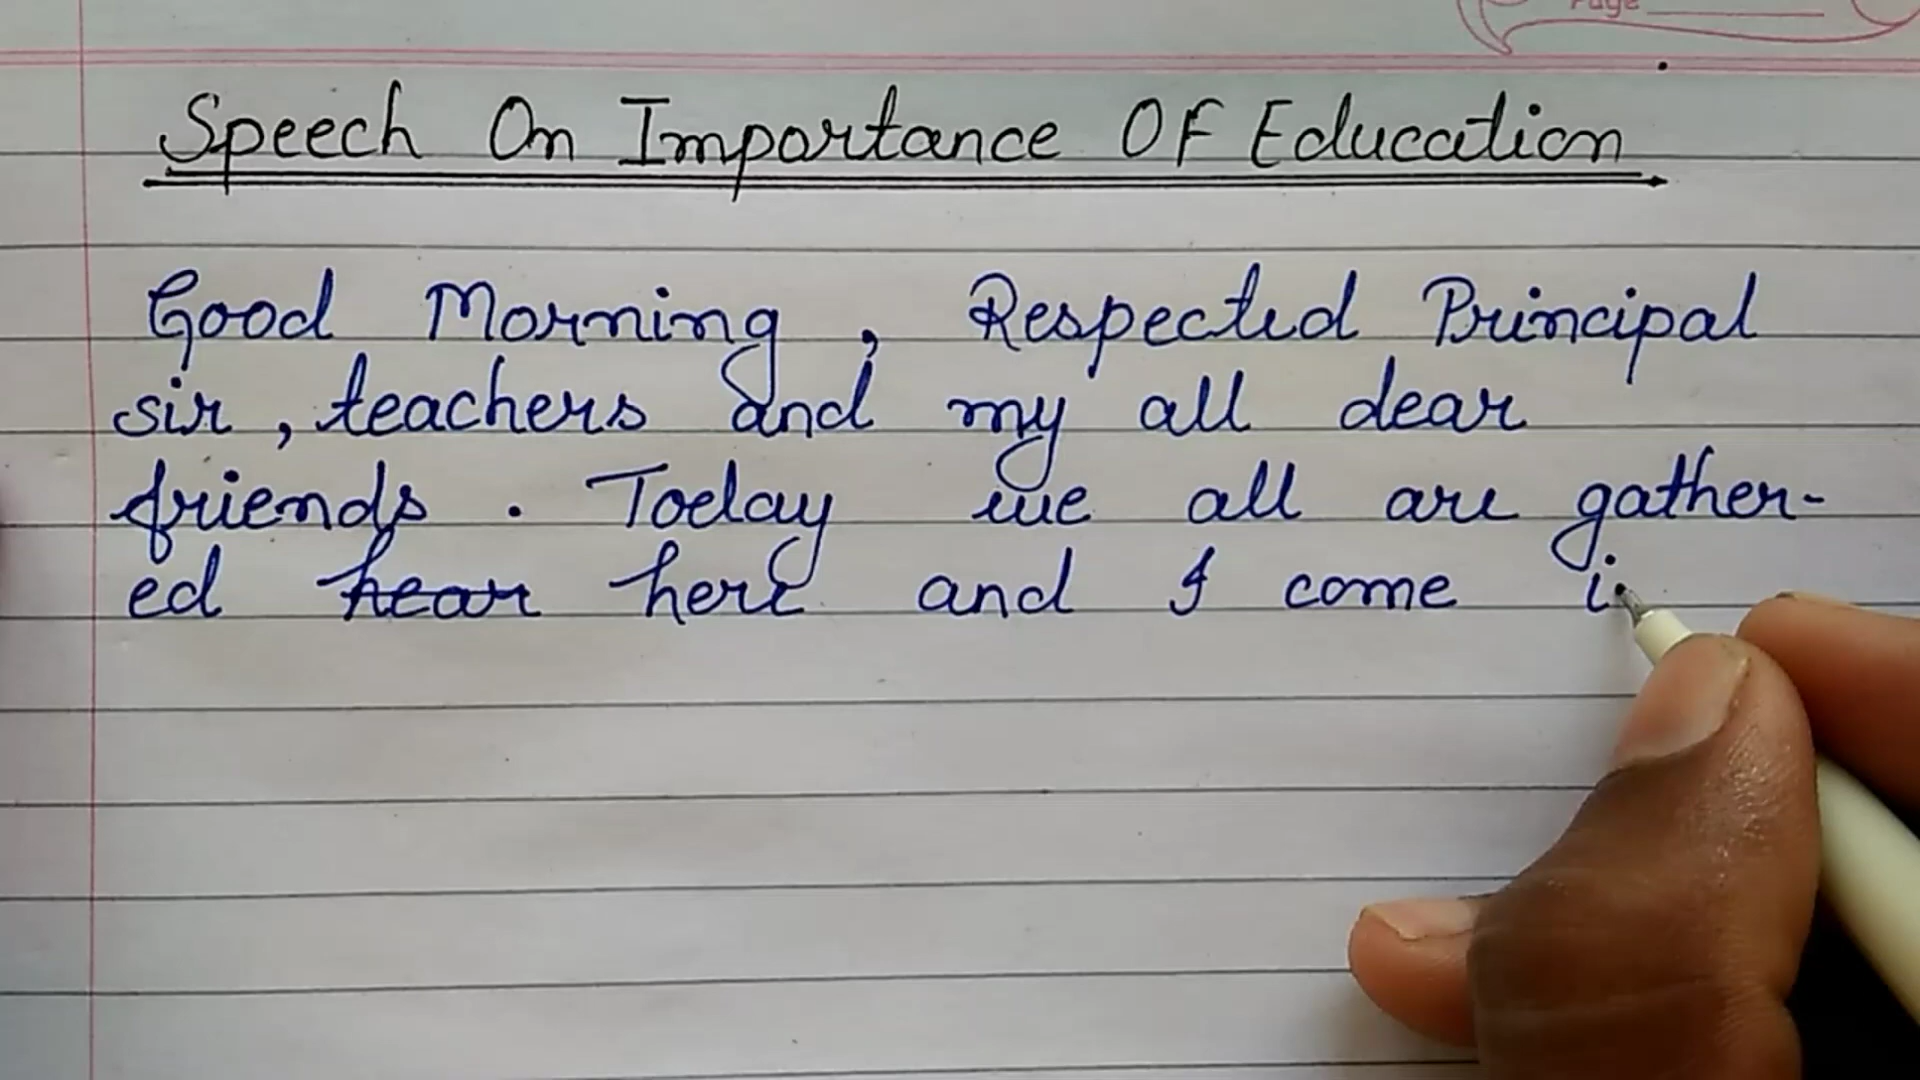 Page
Speech On Importance OF Education
Good Morning, Respected Principal
sir, teachers and my all dear
friends. Today we all are gather-
ed hear here and I come i